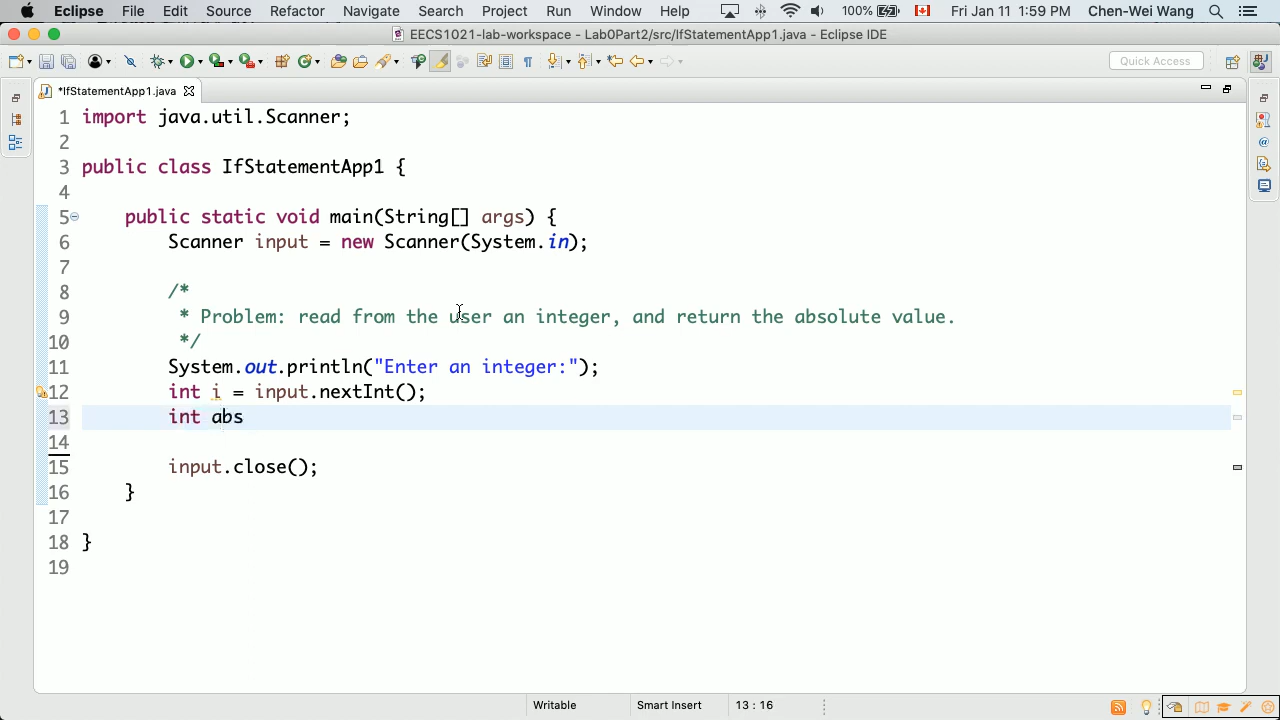 Eclipse File Edit Source Refactor Navigate Search Project Run Window Help 100% Fri Jan 11 1:59 PM Chen-Wei Wang
EECS1021-lab-workspace - Lab0Part2/src/IfStatementApp1.java - Eclipse IDE
Quick Access
*IfStatementApp1.java
1 import java.util.Scanner;
2
3 public class IfStatementApp1 {
4
5 public static void main(String[] args) {
6 Scanner input = new Scanner(System.in);
7
8 /*
9 * Problem: read from the user an integer, and return the absolute value.
10 */
11 System.out.println("Enter an integer:");
12 int i = input.nextInt();
13 int abs
14
15 input.close();
16 }
17
18 }
19
Writable Smart Insert 13 : 16